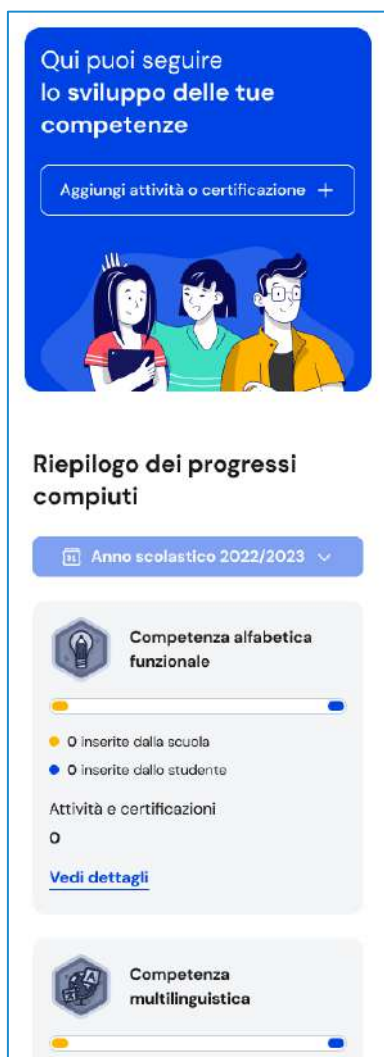 Qui puoi seguire
lo sviluppo delle tue
competenze
Aggiungi attività o certificazione +
Riepilogo dei progressi
compiuti
Anno scolastico 2022/2023
Competenza alfabetica
funzionale
0 inserite dalla scuola
0 inserite dallo studente
Attività e certificazioni
0
Vedi dettagli
Competenza
multilinguistica